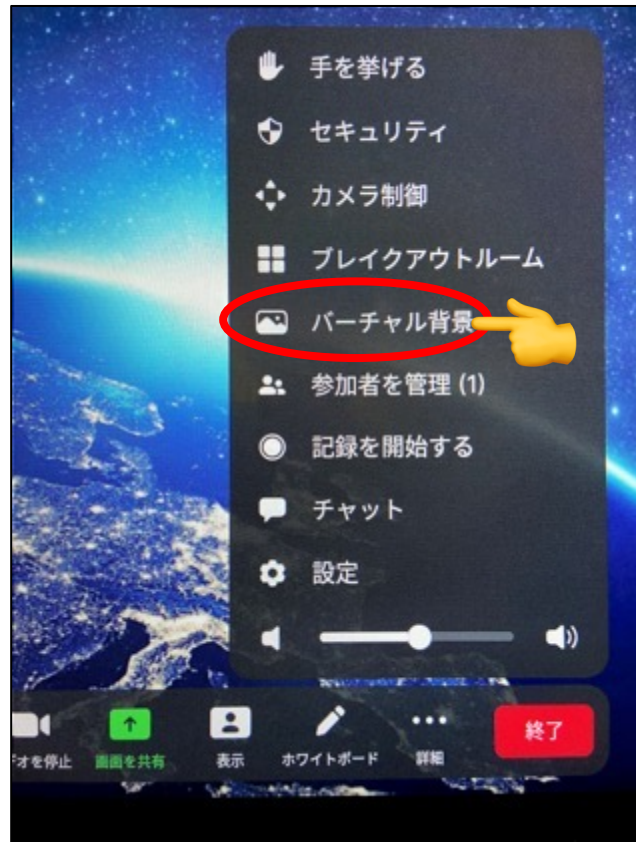 手を挙げる
セキュリティ
カメラ制御
ブレイクアウトルーム
バーチャル背景
参加者を管理 (1)
記録を開始する
チャット
設定
デオを停止
画面を共有
表示
ホワイトボード
詳細
終了